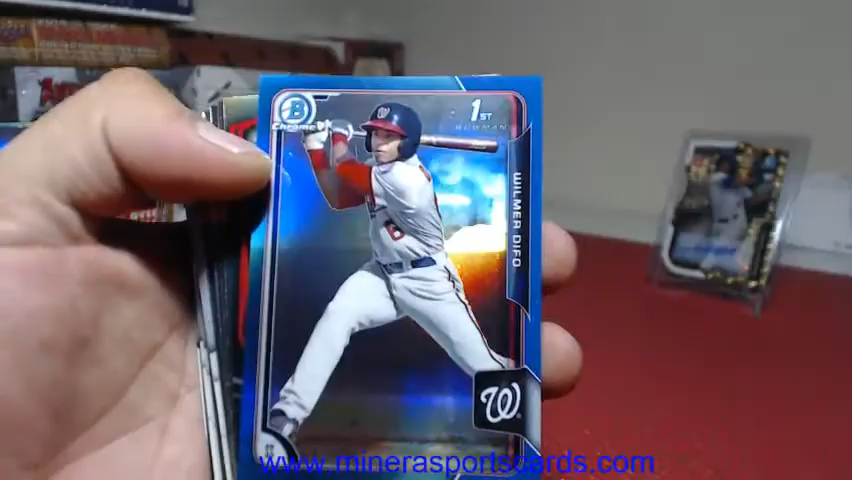 B
Chrome
1ST
BOWMAN
WILMER DIFO
W
W
www.minerasportscards.com